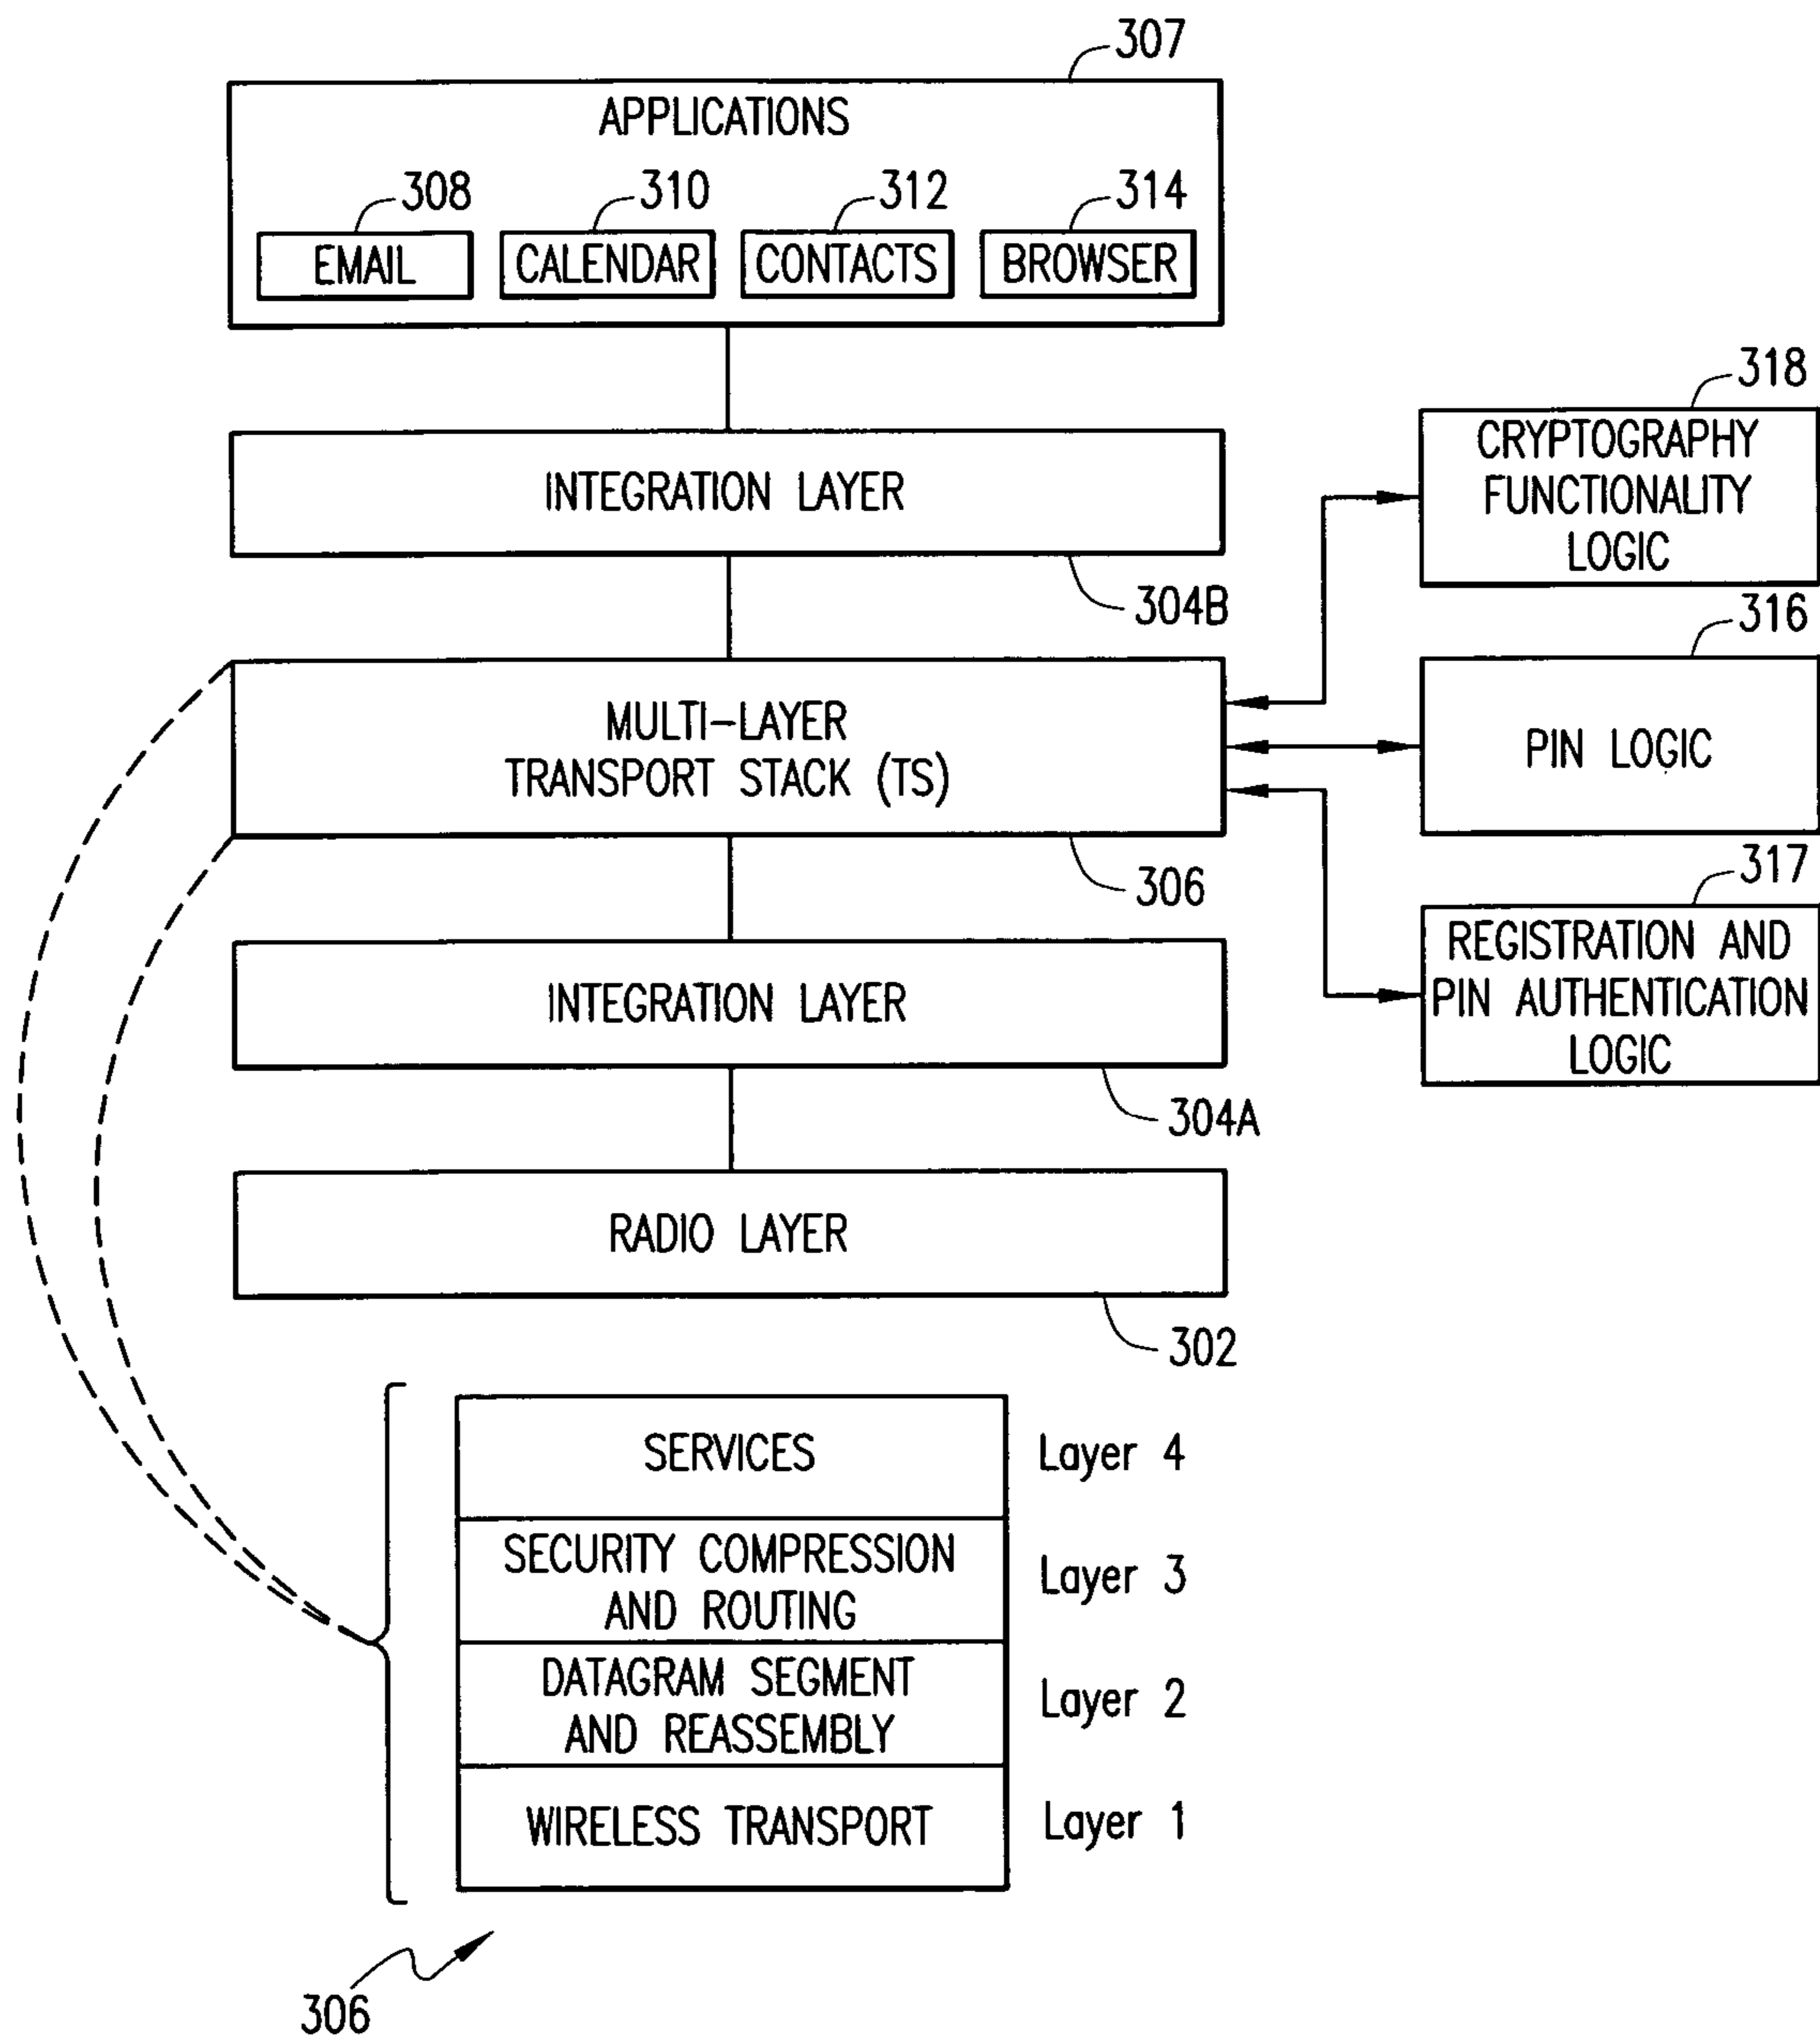 307
APPLICATIONS
308
310
312
314
EMAIL
CALENDAR
CONTACTS
BROWSER
318
CRYPTOGRAPHY
FUNCTIONALITY
LOGIC
INTEGRATION LAYER
304B
316
MULTI-LAYER
TRANSPORT STACK (TS)
PIN LOGIC
306
317
REGISTRATION AND
PIN AUTHENTICATION
LOGIC
INTEGRATION LAYER
304A
RADIO LAYER
302
SERVICES
Layer 4
SECURITY COMPRESSION
AND ROUTING
Layer 3
DATAGRAM SEGMENT
AND REASSEMBLY
Layer 2
WIRELESS TRANSPORT
Layer 1
306